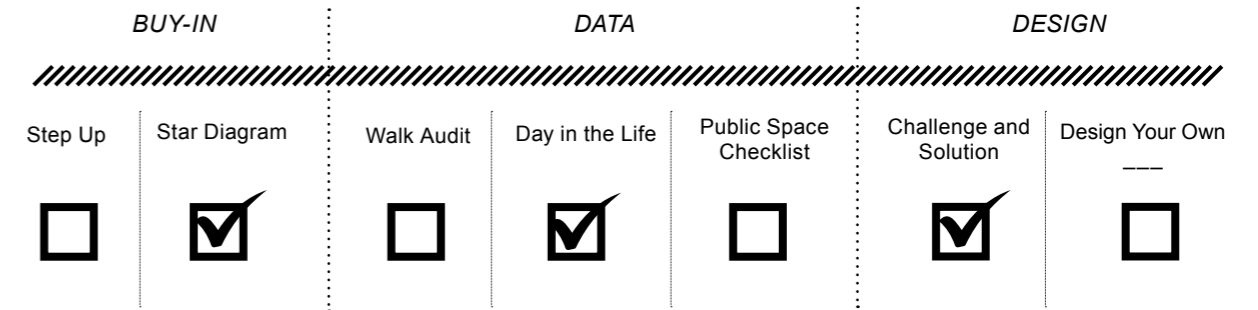 BUY-IN
DATA
DESIGN
Step Up
Star Diagram
Walk Audit
Day in the Life
Public Space
Checklist
Challenge and
Solution
Design Your Own
___